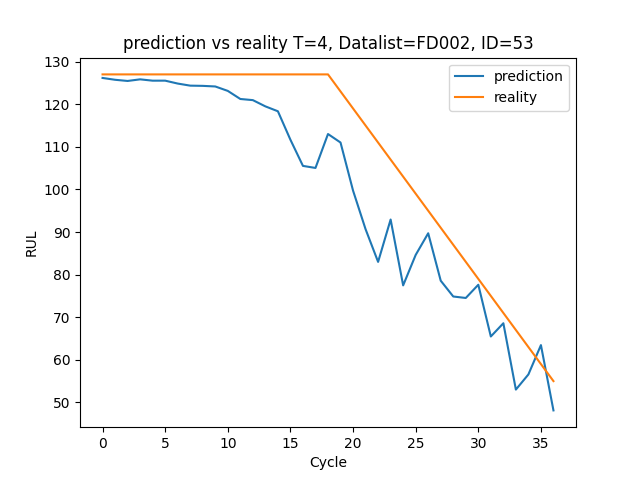 prediction vs reality T=4, Datalist=FD002, ID=53
prediction
reality
130
120
110
100
90
80
70
60
50
RUL
0 5 10 15 20 25 30 35
Cycle